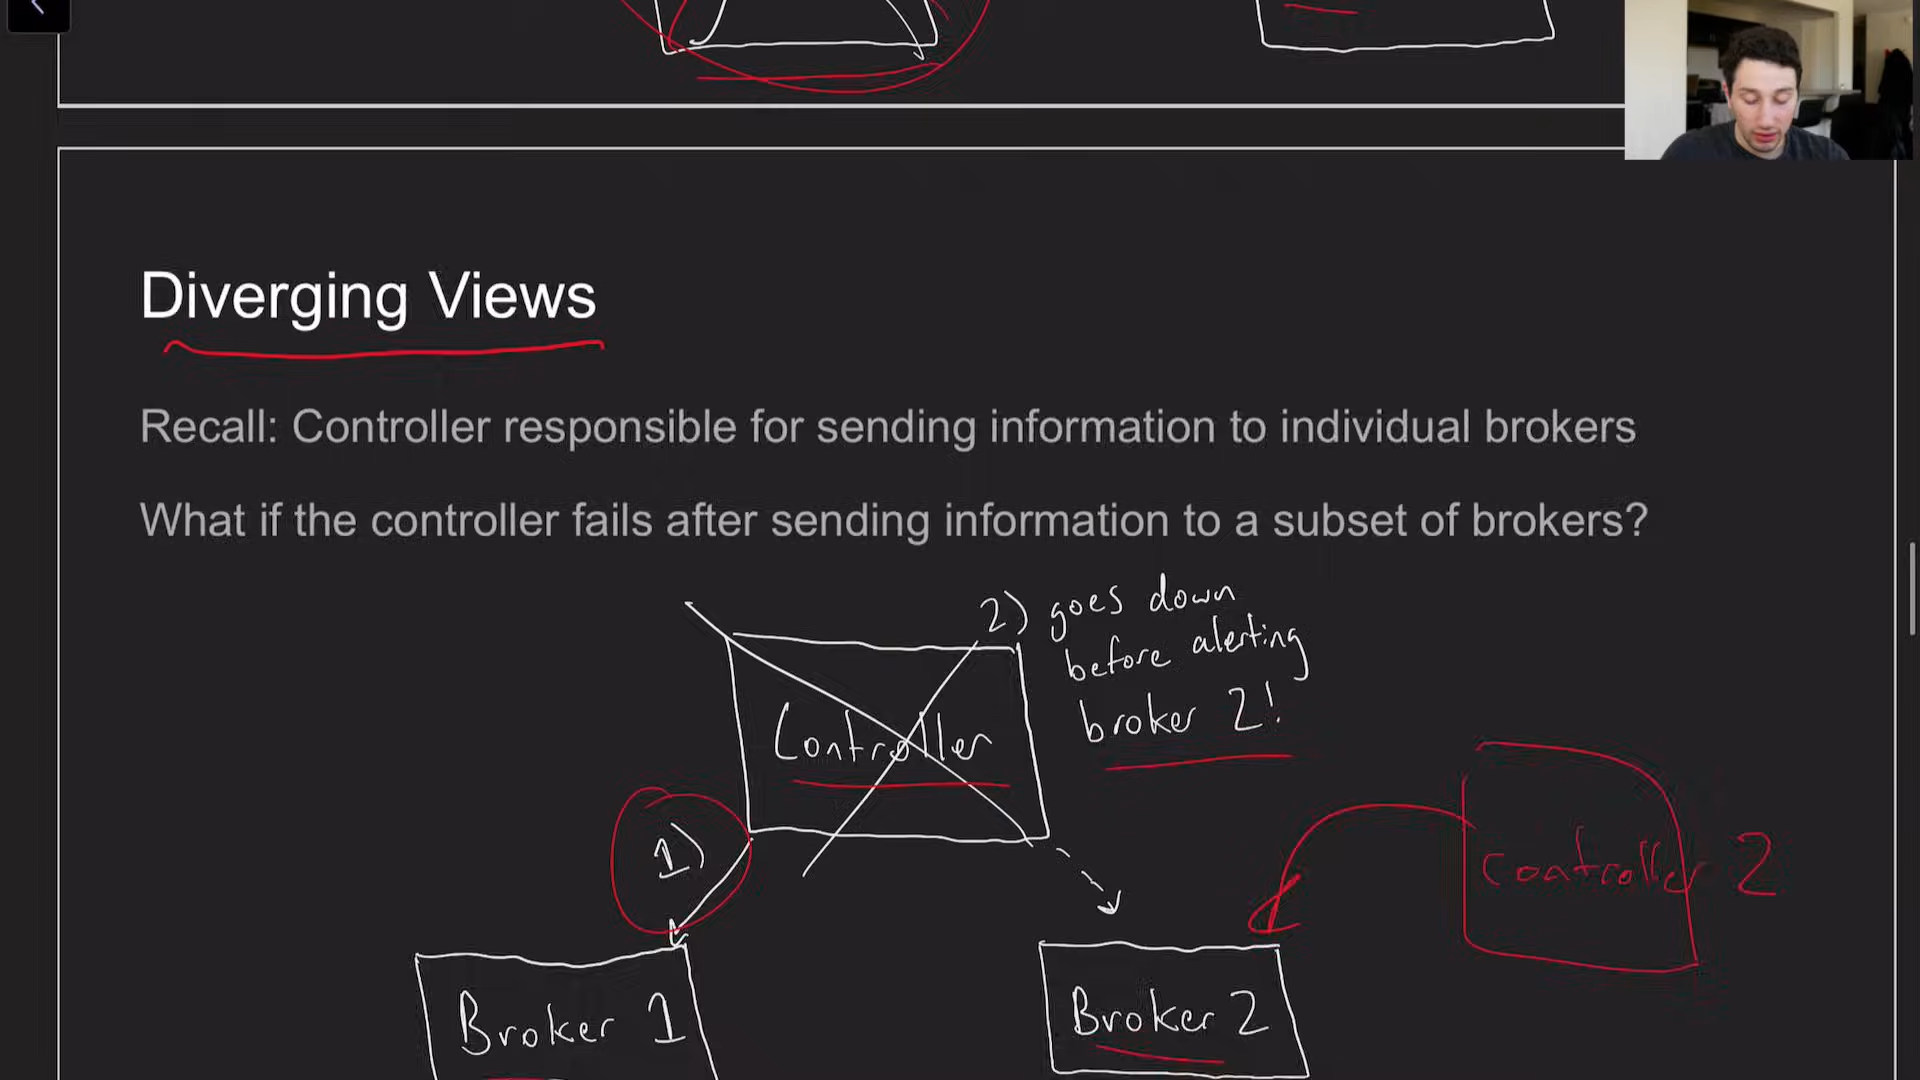 Diverging Views
Recall: Controller responsible for sending information to individual brokers
What if the controller fails after sending information to a subset of brokers?
2) goes down
before alerting
broker 2!
Controller
1)
Controller 2
Broker 1
Broker 2